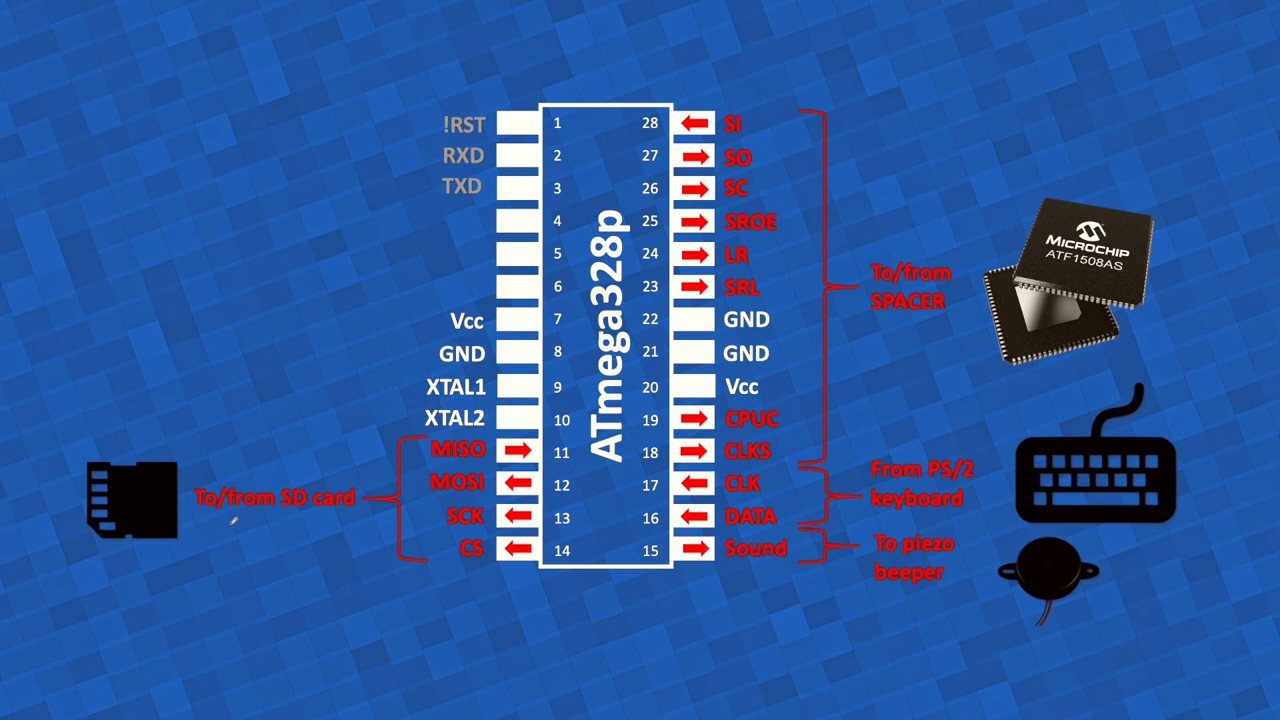 !RST 1 28 SI
RXD 2 27 SO
TXD 3 26 SC
4 25 SROE
5 24 LR
6 23 SRL
Vcc 7 22 GND
GND 8 21 GND
XTAL1 9 20 Vcc
XTAL2 10 19 CPUC
MISO 11 18 CLKS
MOSI 12 17 CLK
SCK 13 16 DATA
CS 14 15 Sound
ATmega328p
To/from SD card
To/from
SPACER
From PS/2
keyboard
To piezo
beeper
MICROCHIP
ATF1508AS